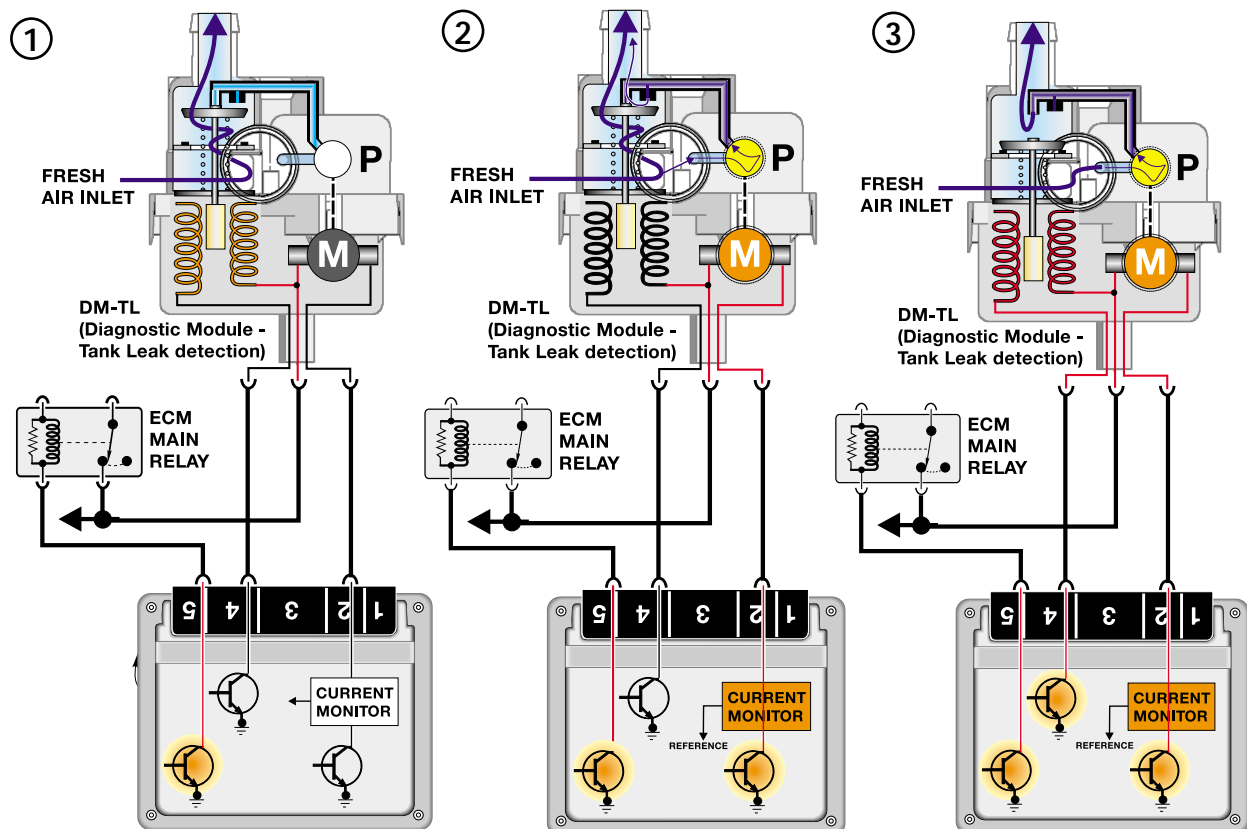 1
P
FRESH
AIR INLET
M
DM-TL
(Diagnostic Module -
Tank Leak detection)
ECM
MAIN
RELAY
5 4 3 2 1
CURRENT
MONITOR
2
P
FRESH
AIR INLET
M
DM-TL
(Diagnostic Module -
Tank Leak detection)
ECM
MAIN
RELAY
5 4 3 2 1
CURRENT
MONITOR
REFERENCE
3
P
FRESH
AIR INLET
M
DM-TL
(Diagnostic Module -
Tank Leak detection)
ECM
MAIN
RELAY
5 4 3 2 1
CURRENT
MONITOR
REFERENCE